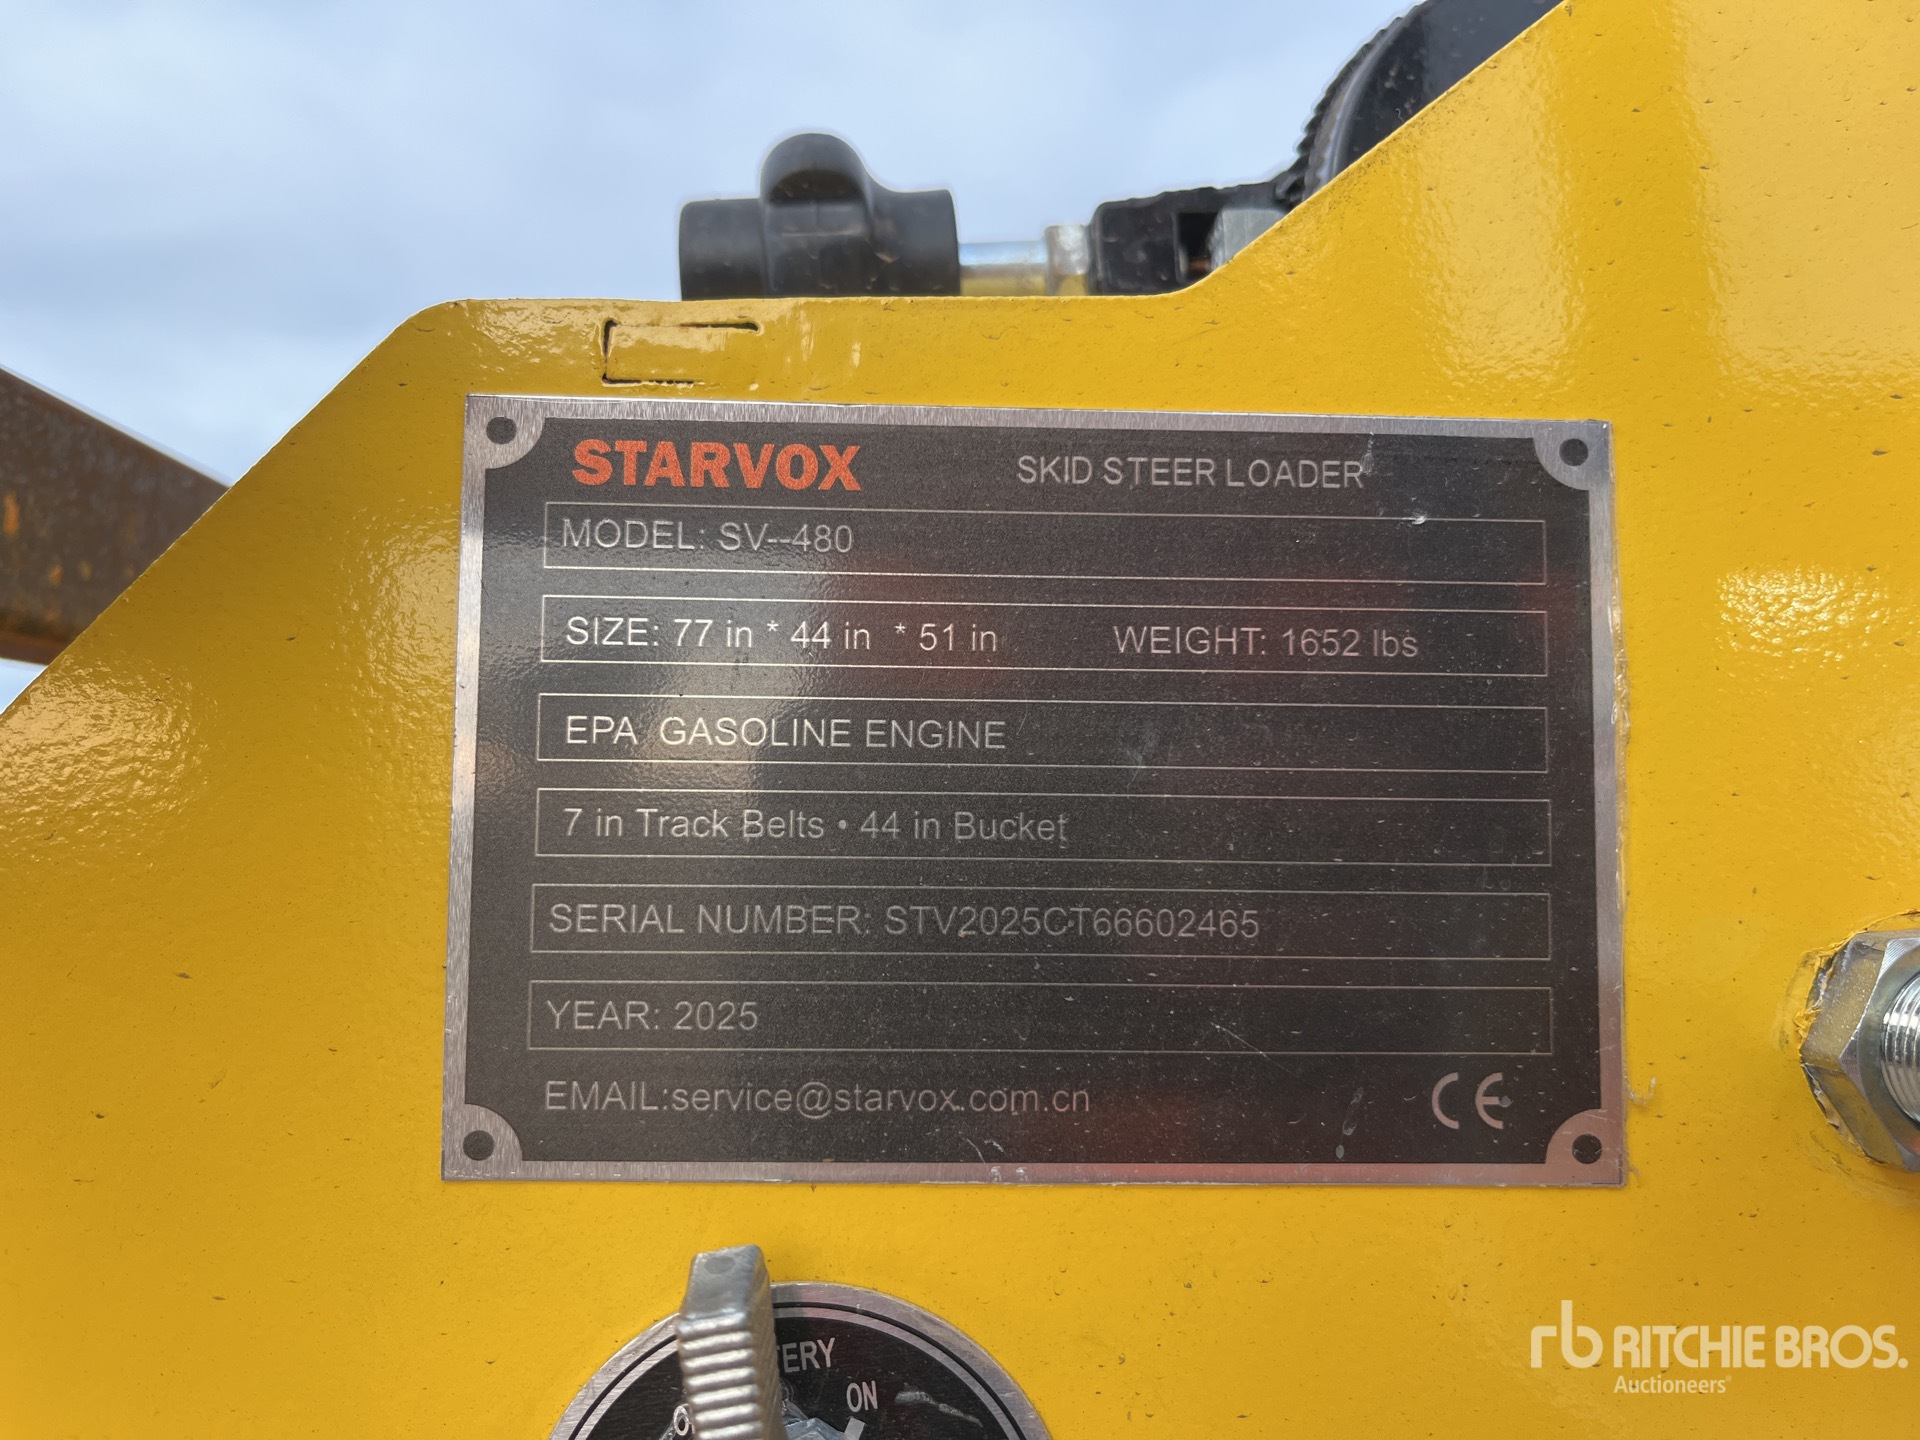 STARVOX SKID STEER LOADER
MODEL: SV--480
SIZE: 77 in * 44 in * 51 in WEIGHT: 1652 lbs
EPA GASOLINE ENGINE
7 in Track Belts • 44 in Bucket
SERIAL NUMBER: STV2025CT66602465
YEAR: 2025
EMAIL:service@starvox.com.cn CE
ON
rb RITCHIE BROS.
Auctioneers